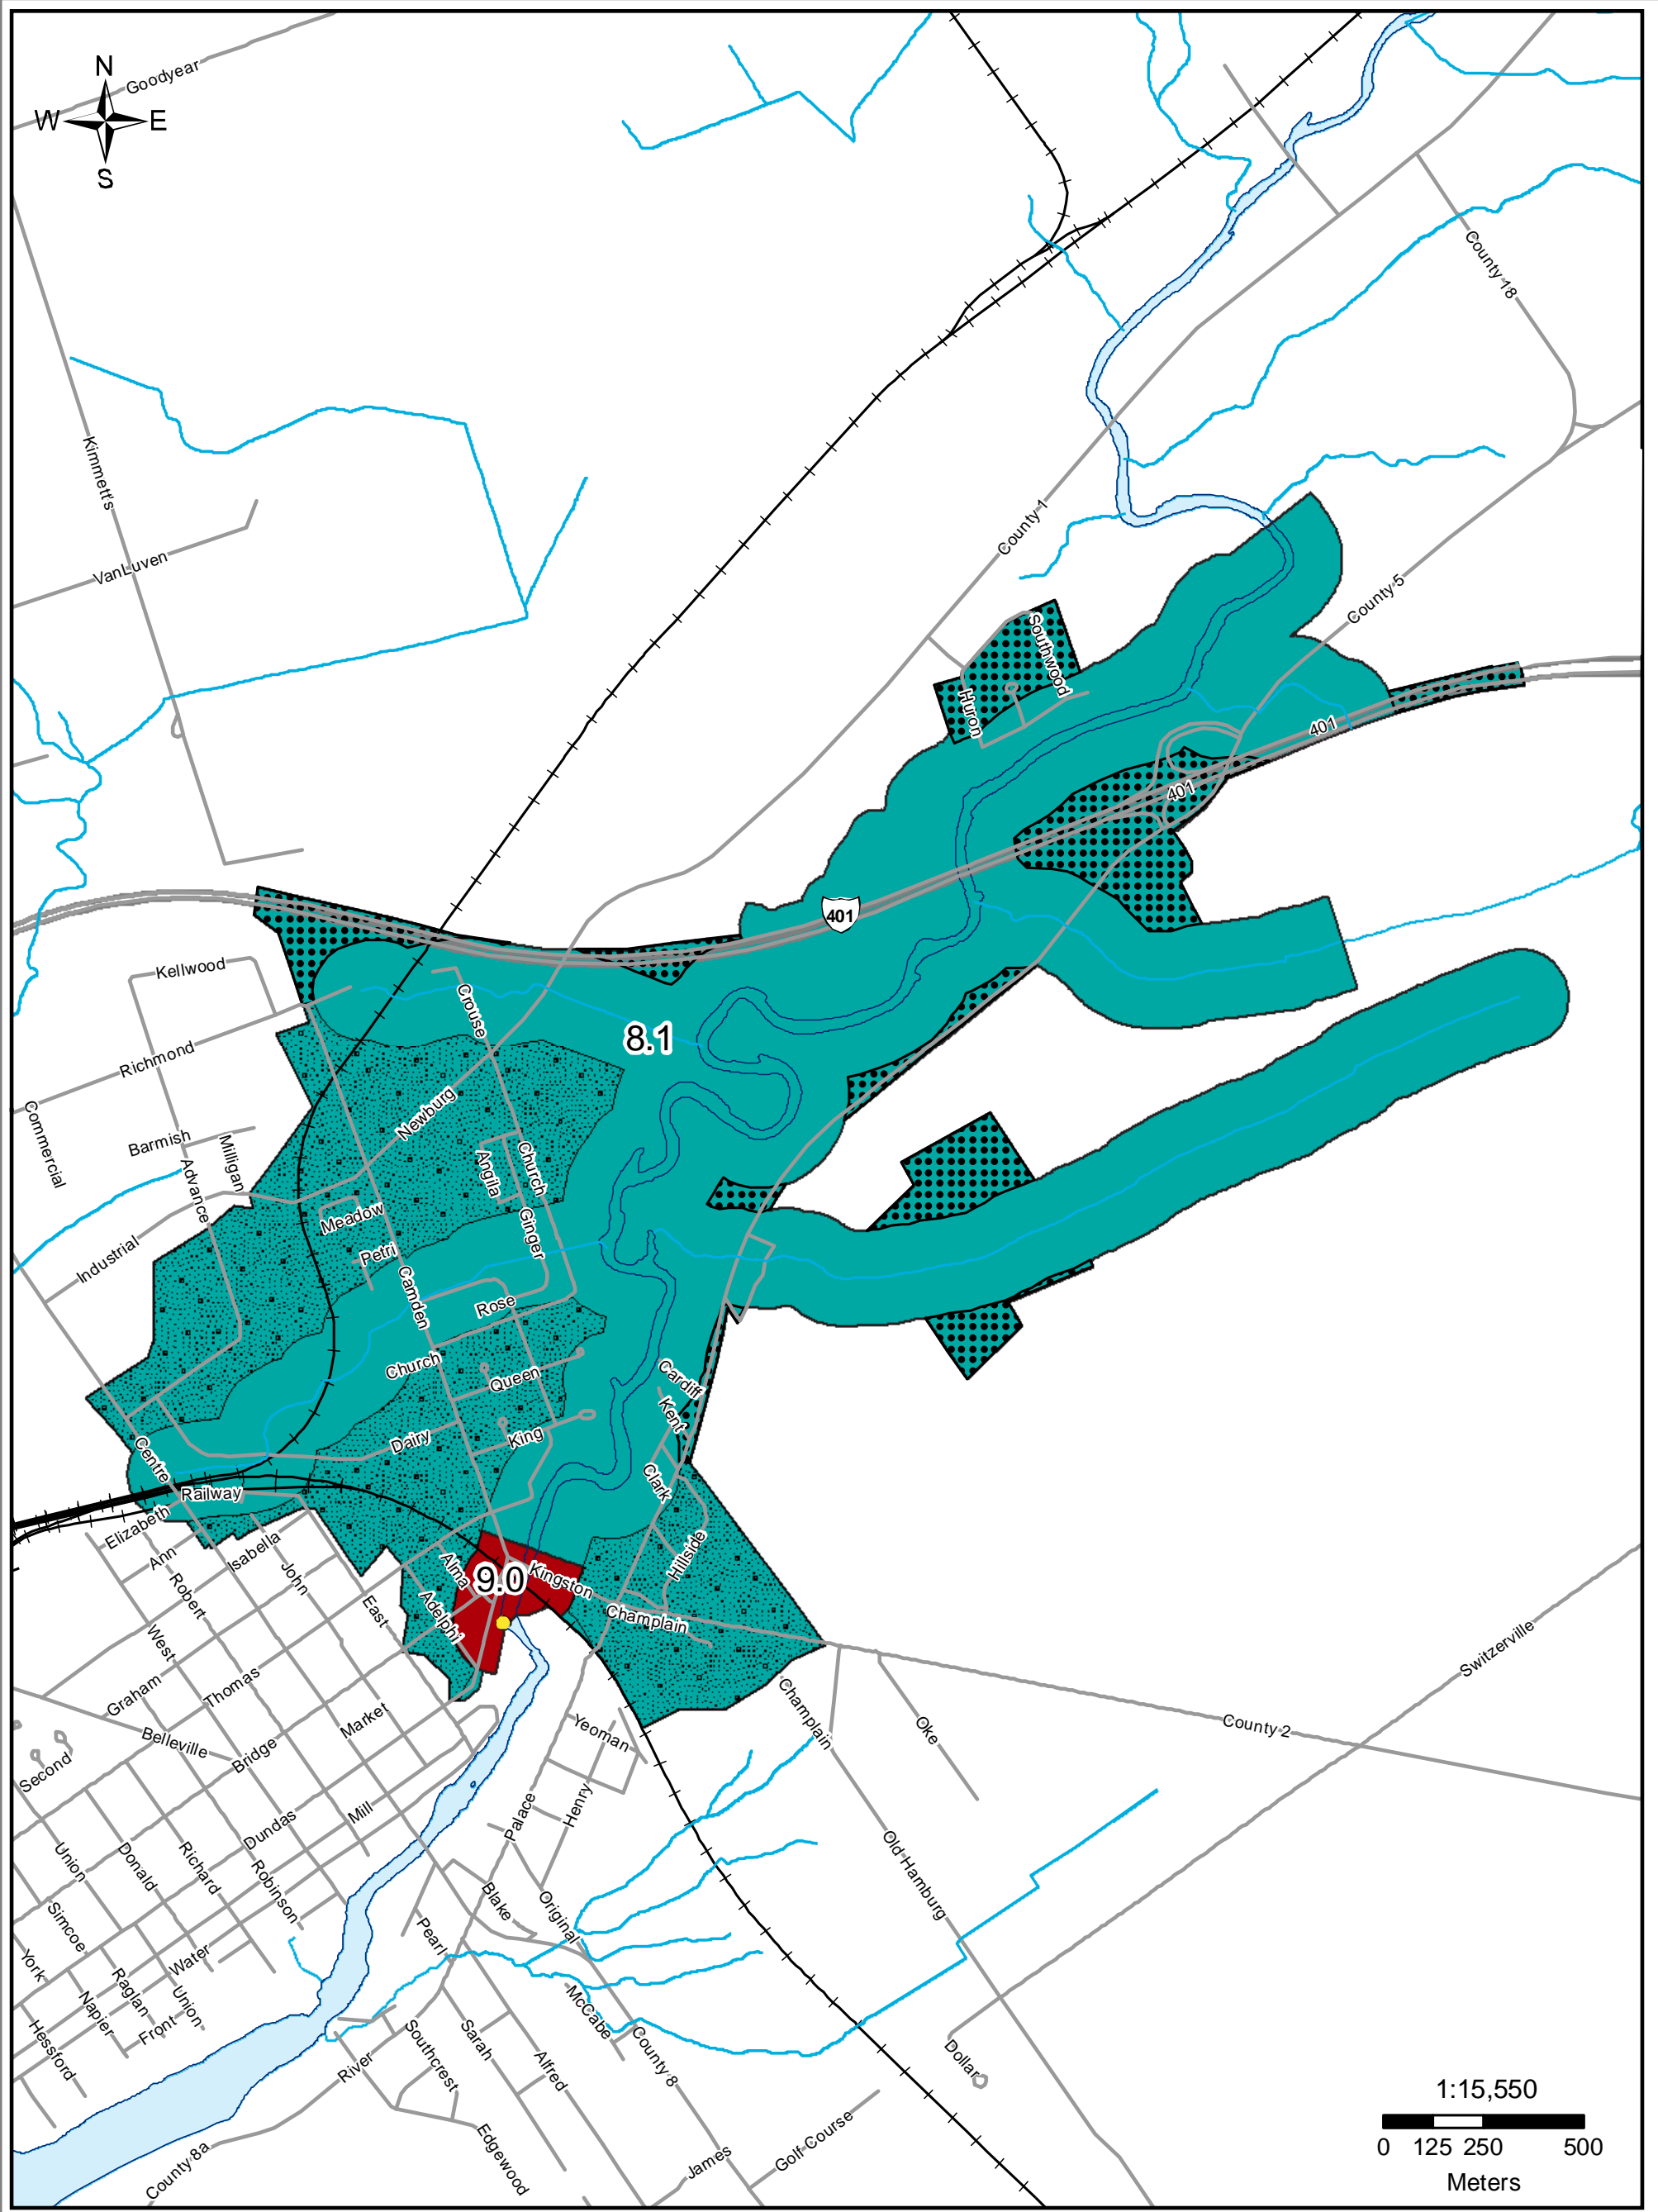 Goodyear
N
W E
S
County 18
Kimmett's
County 1
VanLuven
County 5
Southwood
Huron
401
401
401
Kellwood
Crouse
8.1
Richmond
Newburg
Commercial
Barmish
Milligan
Advance
Church
Angila
Ginger
Meadow
Petri
Industrial
Camden
Rose
Church
Queen
Cardiff
Kent
Dairy
King
Centre
Clark
Railway
Elizabeth
Ann
Isabella
John
Hillside
Alma
9.0
Kingston
Robert
East
Adelphi
Champlain
West
Switzerville
Graham
Thomas
Champlain
Market
Belleville
Bridge
Yeoman
Oke
County 2
Second
Mill
Palace
Henry
Dundas
Union
Donald
Richard
Robinson
Old Hamburg
Simcoe
Blake
Original
Pearl
York
Water
Raglan
Union
Napier
Front
McCabe
Hessford
River
Southcrest
Sarah
Alfred
County 8
Dollar
1:15,550
0 125 250 500
Meters
County 8a
Edgewood
James
Golf Course